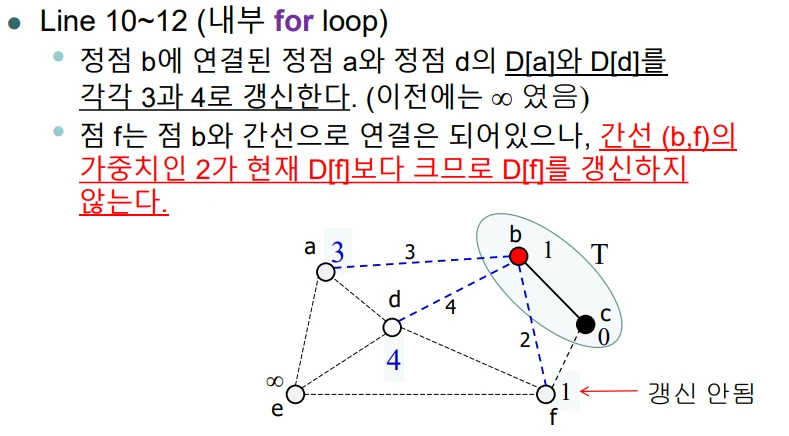 Line 10~12 (내부 for loop)
정점 b에 연결된 정점 a와 정점 d의 D[a]와 D[d]를
각각 3과 4로 갱신한다. (이전에는 ∞ 였음)
점 f는 점 b와 간선으로 연결은 되어있으나, 간선 (b,f)의
가중치인 2가 현재 D[f]보다 크므로 D[f]를 갱신하지
않는다.
b 1 T
a 3 3
d 4 c
2 0
4
∞ 1 갱신 안됨
e f